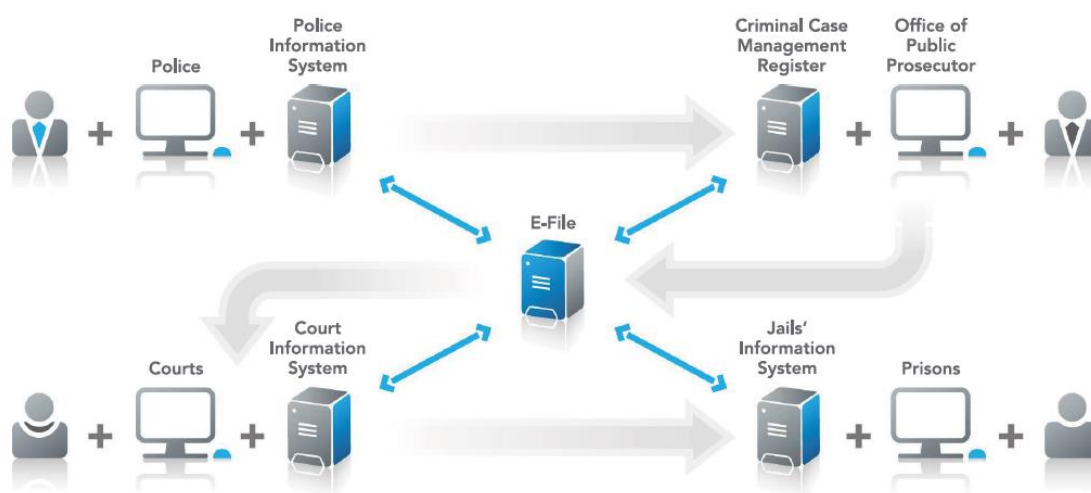 Police
Police
Information
System
Criminal Case
Management
Register
Office of
Public
Prosecutor
E-File
Courts
Court
Information
System
Jails'
Information
System
Prisons